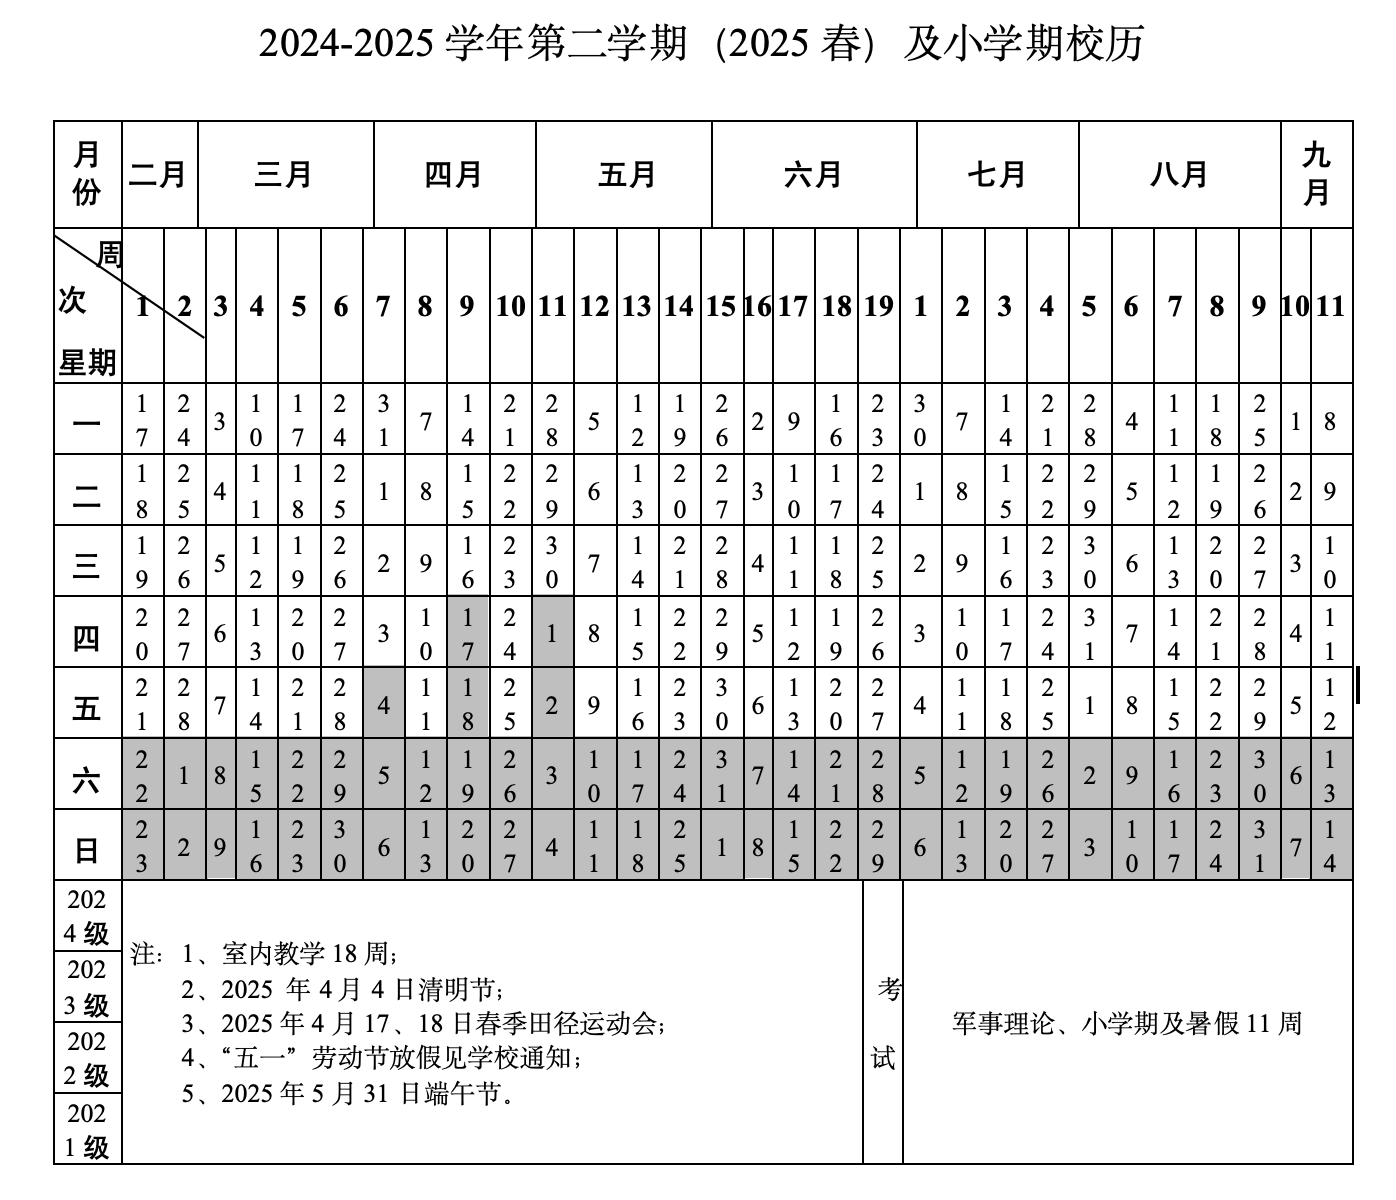 2024-2025 学年第二学期（2025 春）及小学期校历
月份 二月 三月 四月 五月 六月 七月 八月 九月
周次 星期 1 2 3 4 5 6 7 8 9 10 11 12 13 14 15 16 17 18 19 1 2 3 4 5 6 7 8 9 10 11
一 17 24 3 10 17 24 31 7 14 21 28 5 12 19 26 2 9 16 23 30 7 14 21 28 4 11 18 25 1 8
二 18 25 4 11 18 25 1 8 15 22 29 6 13 20 27 3 10 17 24 1 8 15 22 29 5 12 19 26 2 9
三 19 26 5 12 19 26 2 9 16 23 30 7 14 21 28 4 11 18 25 2 9 16 23 30 6 13 20 27 3 10
四 20 27 6 13 20 27 3 10 17 24 1 8 15 22 29 5 12 19 26 3 10 17 24 31 7 14 21 28 4 11
五 21 28 7 14 21 28 4 11 18 25 2 9 16 23 30 6 13 20 27 4 11 18 25 1 8 15 22 29 5 12
六 22 1 8 15 22 29 5 12 19 26 3 10 17 24 31 7 14 21 28 5 12 19 26 2 9 16 23 30 6 13
日 23 2 9 16 23 30 6 13 20 27 4 11 18 25 1 8 15 22 29 6 13 20 27 3 10 17 24 31 7 14
2024 级
2023 级
2022 级
2021 级
注：1、室内教学 18 周；
2、2025 年 4 月 4 日清明节；
3、2025 年 4 月 17、18 日春季田径运动会；
4、“五一”劳动节放假见学校通知；
5、2025 年 5 月 31 日端午节。
考试
军事理论、小学期及暑假 11 周